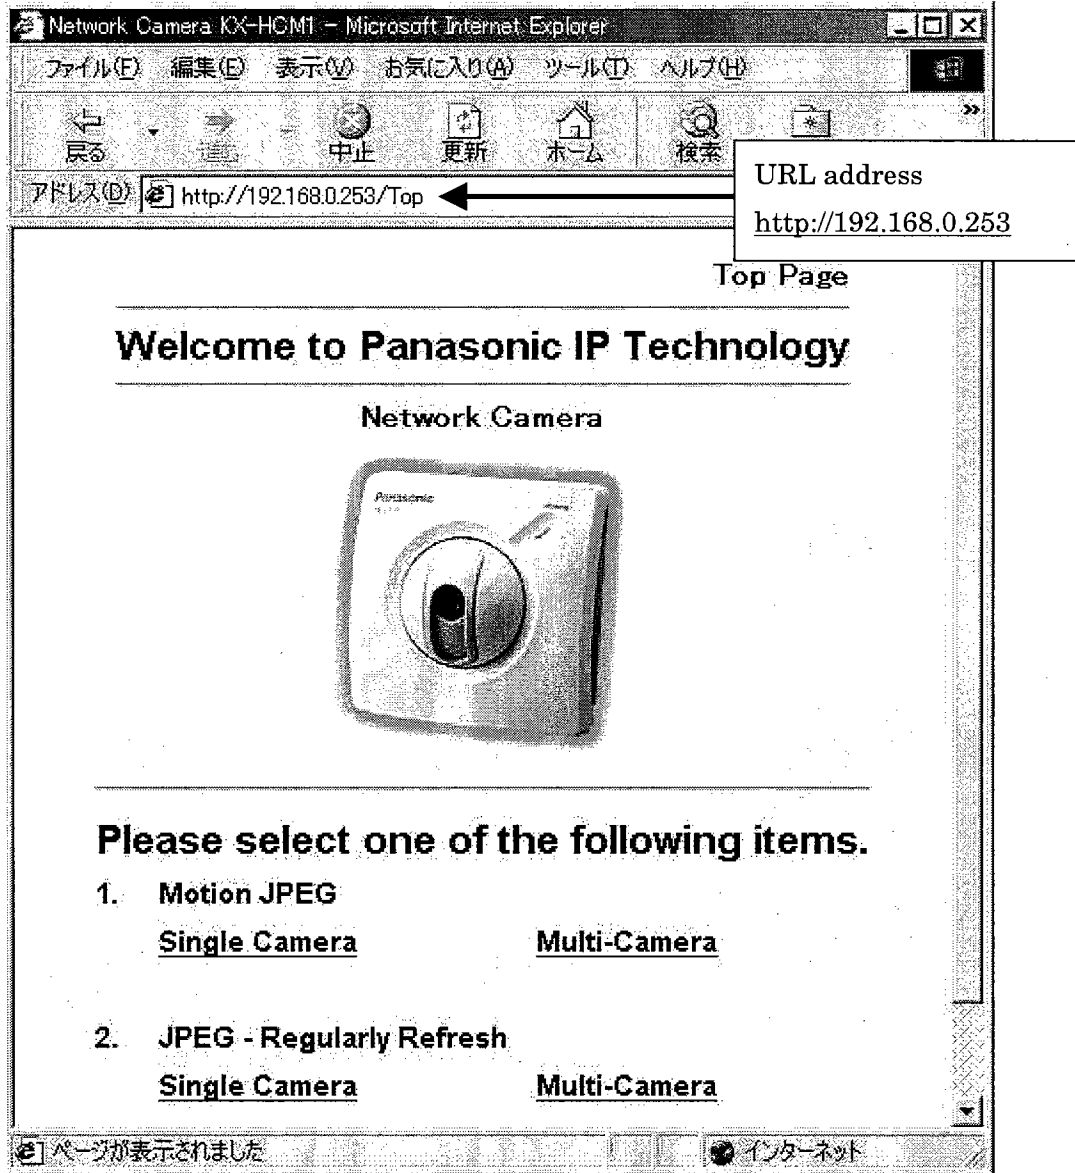 Network Camera KX-HCM1 - Microsoft Internet Explorer
ファイル(F) 編集(E) 表示(V) お気に入り(A) ツール(T) ヘルプ(H)
戻る 進む 中止 更新 ホーム 検索
アドレス(D) http://192.168.0.253/Top
URL address
http://192.168.0.253
Top Page
Welcome to Panasonic IP Technology
Network Camera
Panasonic
Please select one of the following items.
1. Motion JPEG
Single Camera Multi-Camera
2. JPEG - Regularly Refresh
Single Camera Multi-Camera
ページが表示されました インターネット